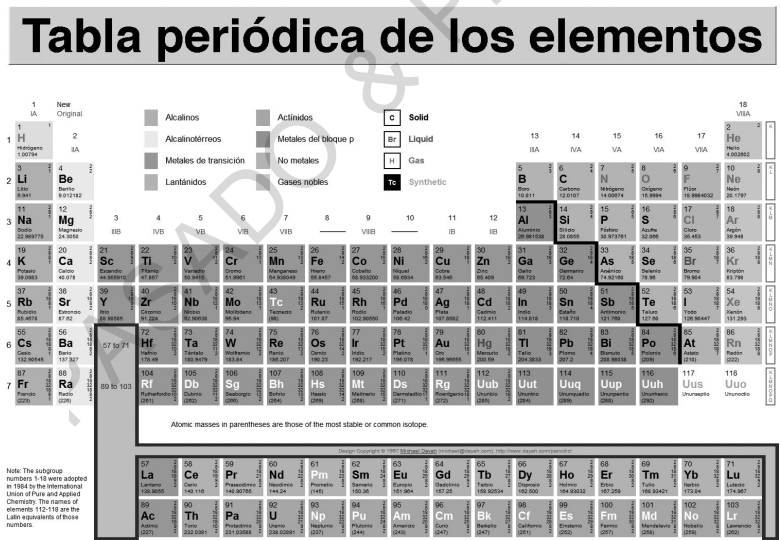 Tabla periódica de los elementos
PASADO & P
1 New 18
IA Original VIIIA
Alcalinos
Alcalinotérreos
Metales de transición
Lantánidos
Actínidos
Metales del bloque p
No metales
Gases nobles
C Solid
Br Liquid
H Gas
Tc Synthetic
2 13 14 15 16 17
IIA IIIA IVA VA VIA VIIA
3 4 5 6 7 8 9 10 11 12
IIIB IVB VB VIB VIIB VIIIB IB IIB
1 2
1 H He
Hidrógeno Helio
1.00794 4.002602
3 4 5 6 7 8 9 10
2 Li Be B C N O F Ne
Litio Berilio Boro Carbono Nitrógeno Oxígeno Flúor Neón
6.941 9.012182 10.811 12.0107 14.00674 15.9994 18.9984032 20.1797
11 12 13 14 15 16 17 18
3 Na Mg Al Si P S Cl Ar
Sodio Magnesio Aluminio Silicio Fósforo Azufre Cloro Argón
22.989770 24.3050 26.981538 28.0855 30.973761 32.066 35.453 39.948
19 20 21 22 23 24 25 26 27 28 29 30 31 32 33 34 35 36
4 K Ca Sc Ti V Cr Mn Fe Co Ni Cu Zn Ga Ge As Se Br Kr
Potasio Calcio Escandio Titanio Vanadio Cromo Manganeso Hierro Cobalto Níquel Cobre Zinc Galio Germanio Arsénico Selenio Bromo Kriptón
39.0983 40.078 44.955910 47.867 50.9415 51.9961 54.938049 55.8457 58.933200 58.6934 63.546 65.409 69.723 72.64 74.92160 78.96 79.904 83.798
37 38 39 40 41 42 43 44 45 46 47 48 49 50 51 52 53 54
5 Rb Sr Y Zr Nb Mo Tc Ru Rh Pd Ag Cd In Sn Sb Te I Xe
Rubidio Estroncio Itrio Circonio Niobio Molibdeno Tecnecio Rutenio Rodio Paladio Plata Cadmio Indio Estaño Antimonio Teluro Yodo Xenón
85.4678 87.62 88.90585 91.224 92.90638 95.94 (98) 101.07 102.90550 106.42 107.8682 112.411 114.818 118.710 121.760 127.60 126.90447 131.293
55 56 57 to 71 72 73 74 75 76 77 78 79 80 81 82 83 84 85 86
6 Cs Ba Hf Ta W Re Os Ir Pt Au Hg Tl Pb Bi Po At Rn
Cesio Bario Hafnio Tántalo Wolframio Renio Osmio Iridio Platino Oro Mercurio Talio Plomo Bismuto Polonio Astato Radón
132.90545 137.327 178.49 180.9479 183.84 186.207 190.23 192.217 195.078 196.96655 200.59 204.3833 207.2 208.98038 (209) (210) (222)
87 88 89 to 103 104 105 106 107 108 109 110 111 112 113 114 115 116 117 118
7 Fr Ra Rf Db Sg Bh Hs Mt Ds Rg Uub Uut Uuq Uup Uuh Uus Uuo
Francio Radio Rutherfordio Dubnio Seaborgio Bohrio Hassio Meitnerio Darmstadtio Roentgenio Ununbio Ununtrio Ununquadio Ununpentio Ununhexio Ununseptio Ununoctio
(223) (226) (261) (262) (266) (264) (269) (268) (271) (272) (285) (284) (289) (288) (292)
Atomic masses in parentheses are those of the most stable or common isotope.
Design Copyright © 1997 Michael Dayah (michael@dayah.com). http://www.dayah.com/periodic/
Note: The subgroup
numbers 1-18 were adopted
in 1984 by the International
Union of Pure and Applied
Chemistry. The names of
elements 112-118 are the
Latin equivalents of those
numbers.
57 58 59 60 61 62 63 64 65 66 67 68 69 70 71
La Ce Pr Nd Pm Sm Eu Gd Tb Dy Ho Er Tm Yb Lu
Lantano Cerio Praseodimio Neodimio Prometio Samario Europio Gadolinio Terbio Disprosio Holmio Erbio Tulio Yterbio Lutecio
138.9055 140.116 140.90765 144.24 (145) 150.36 151.964 157.25 158.92534 162.500 164.93032 167.259 168.93421 173.04 174.967
89 90 91 92 93 94 95 96 97 98 99 100 101 102 103
Ac Th Pa U Np Pu Am Cm Bk Cf Es Fm Md No Lr
Actinio Torio Protactinio Uranio Neptunio Plutonio Americio Curio Berkelio Californio Einstenio Fermio Mendelevio Nobelio Lawrencio
(227) 232.0381 231.03588 238.02891 (237) (244) (243) (247) (247) (251) (252) (257) (258) (259) (262)